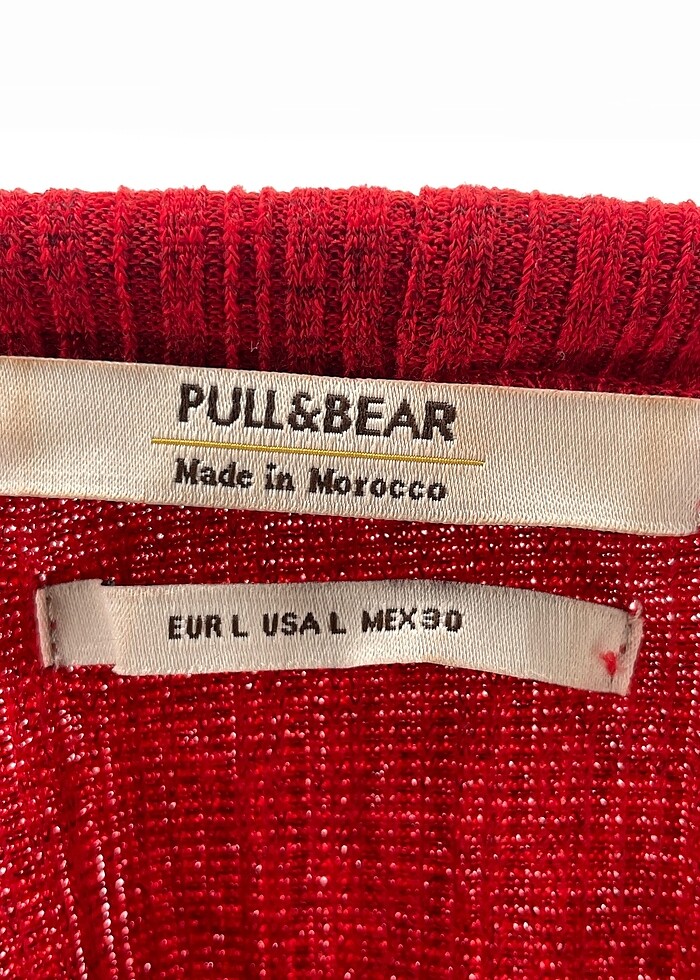 PULL&BEAR
Made in Morocco
EUR L USA L MEX 30